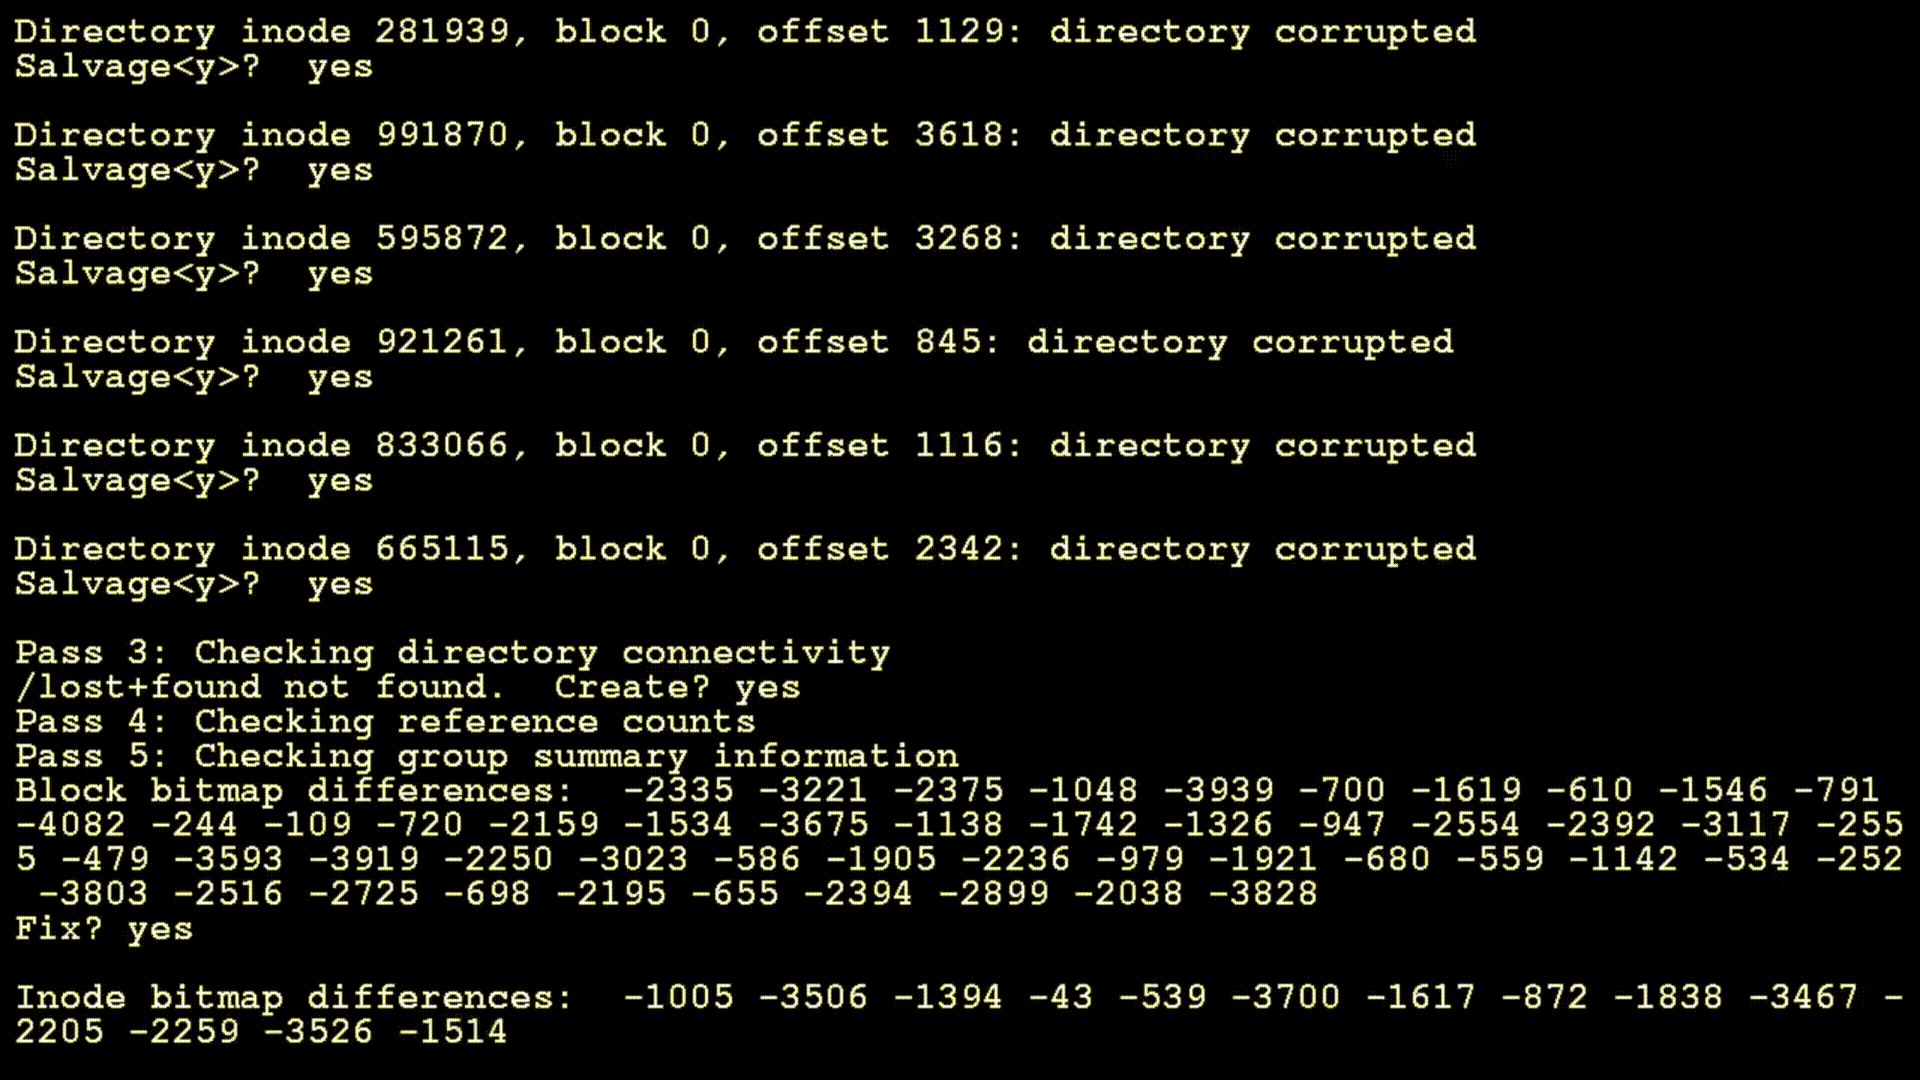 Directory inode 281939, block 0, offset 1129: directory corrupted
Salvage<y>?  yes
Directory inode 991870, block 0, offset 3618: directory corrupted
Salvage<y>?  yes
Directory inode 595872, block 0, offset 3268: directory corrupted
Salvage<y>?  yes
Directory inode 921261, block 0, offset 845: directory corrupted
Salvage<y>?  yes
Directory inode 833066, block 0, offset 1116: directory corrupted
Salvage<y>?  yes
Directory inode 665115, block 0, offset 2342: directory corrupted
Salvage<y>?  yes
Pass 3: Checking directory connectivity
/lost+found not found.  Create? yes
Pass 4: Checking reference counts
Pass 5: Checking group summary information
Block bitmap differences:  -2335 -3221 -2375 -1048 -3939 -700 -1619 -610 -1546 -791
-4082 -244 -109 -720 -2159 -1534 -3675 -1138 -1742 -1326 -947 -2554 -2392 -3117 -255
5 -479 -3593 -3919 -2250 -3023 -586 -1905 -2236 -979 -1921 -680 -559 -1142 -534 -252
-3803 -2516 -2725 -698 -2195 -655 -2394 -2899 -2038 -3828
Fix? yes
Inode bitmap differences:  -1005 -3506 -1394 -43 -539 -3700 -1617 -872 -1838 -3467 -
2205 -2259 -3526 -1514